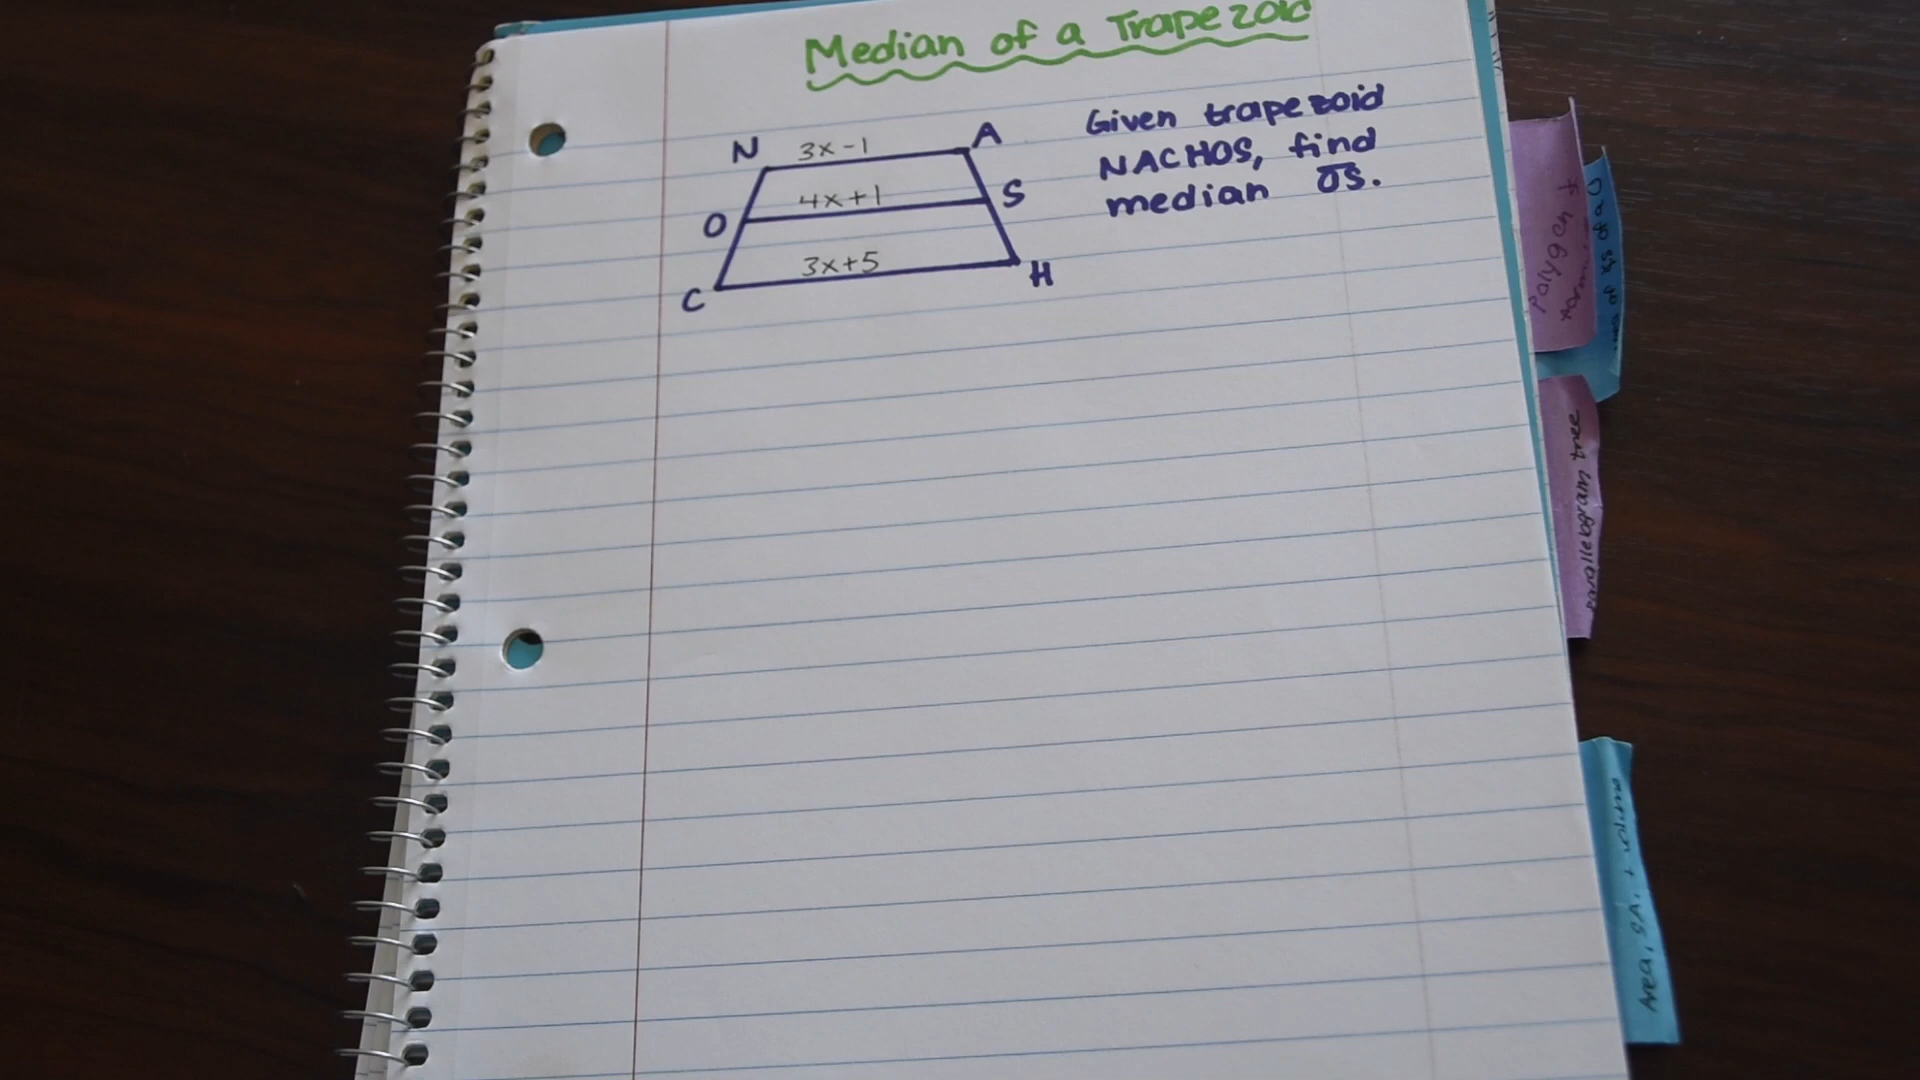 Median of a Trapezoid
N 3x-1 A
O 4x+1 S
C 3x+5 H
Given trapezoid
NACHOS, find
median OS.
Polygon
parallelogram tree
Area, SA, + volume